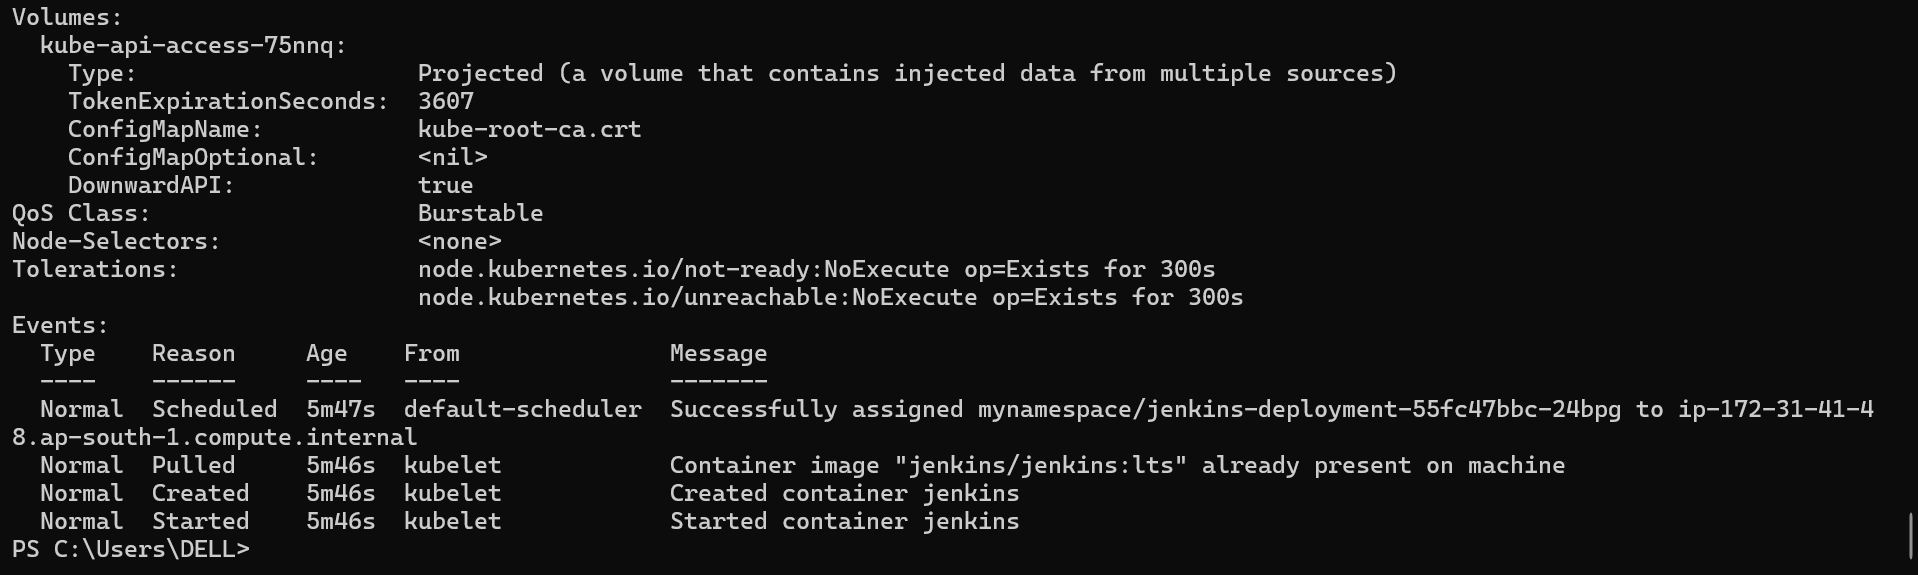 Volumes:
  kube-api-access-75nnq:
    Type:                    Projected (a volume that contains injected data from multiple sources)
    TokenExpirationSeconds:  3607
    ConfigMapName:           kube-root-ca.crt
    ConfigMapOptional:       <nil>
    DownwardAPI:             true
QoS Class:                   Burstable
Node-Selectors:              <none>
Tolerations:                 node.kubernetes.io/not-ready:NoExecute op=Exists for 300s
                             node.kubernetes.io/unreachable:NoExecute op=Exists for 300s
Events:
  Type    Reason     Age   From               Message
  ----    ------     ----  ----               -------
  Normal  Scheduled  5m47s  default-scheduler  Successfully assigned mynamespace/jenkins-deployment-55fc47bbc-24bpg to ip-172-31-41-4
8.ap-south-1.compute.internal
  Normal  Pulled     5m46s  kubelet            Container image "jenkins/jenkins:lts" already present on machine
  Normal  Created    5m46s  kubelet            Created container jenkins
  Normal  Started    5m46s  kubelet            Started container jenkins
PS C:\Users\DELL>